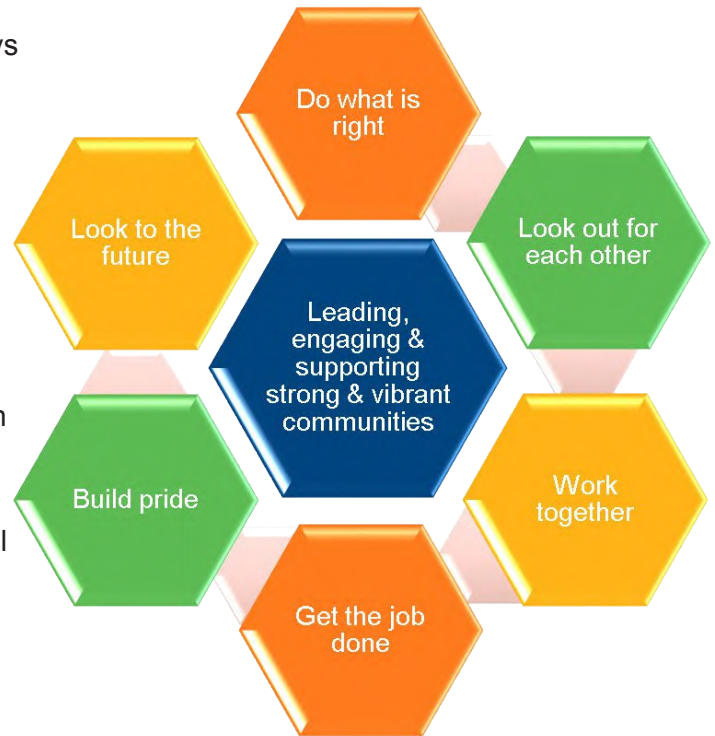 Do what is
right
Look out for
each other
Work
together
Get the job
done
Build pride
Look to the
future
Leading,
engaging &
supporting
strong & vibrant
communities